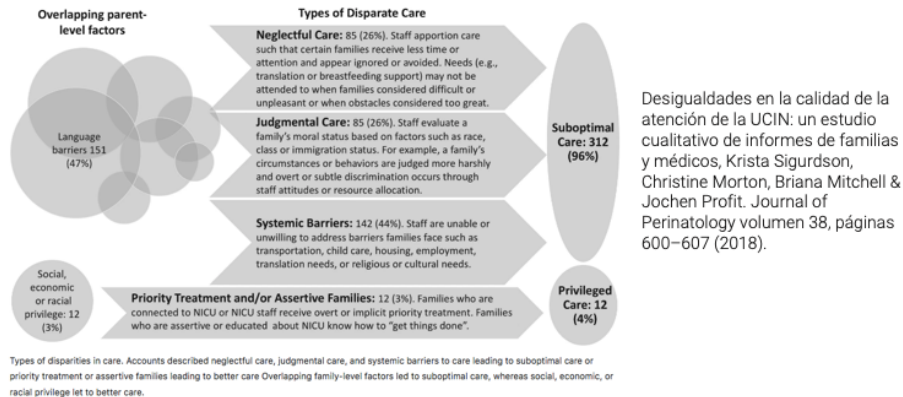 Overlapping parent-
level factors
Types of Disparate Care
Neglectful Care: 85 (26%). Staff apportion care
such that certain families receive less time or
attention and appear ignored or avoided. Needs (e.g.,
translation or breastfeeding support) may not be
attended to when families considered difficult or
unpleasant or when obstacles considered too great.
Language
barriers 151
(47%)
Judgmental Care: 85 (26%). Staff evaluate a
family's moral status based on factors such as race,
class or immigration status. For example, a family's
circumstances or behaviors are judged more harshly
and overt or subtle discrimination occurs through
staff attitudes or resource allocation.
Suboptimal
Care: 312
(96%)
Systemic Barriers: 142 (44%). Staff are unable or
unwilling to address barriers families face such as
transportation, child care, housing, employment,
translation needs, or religious or cultural needs.
Social,
economic
or racial
privilege: 12
(3%)
Priority Treatment and/or Assertive Families: 12 (3%). Families who are
connected to NICU or NICU staff receive overt or implicit priority treatment. Families
who are assertive or educated about NICU know how to "get things done".
Privileged
Care: 12
(4%)
Types of disparities in care. Accounts described neglectful care, judgmental care, and systemic barriers to care leading to suboptimal care or
priority treatment or assertive families leading to better care Overlapping family-level factors led to suboptimal care, whereas social, economic, or
racial privilege let to better care.
Desigualdades en la calidad de la
atención de la UCIN: un estudio
cualitativo de informes de familias
y médicos, Krista Sigurdson,
Christine Morton, Briana Mitchell &
Jochen Profit. Journal of
Perinatology volumen 38, páginas
600–607 (2018).